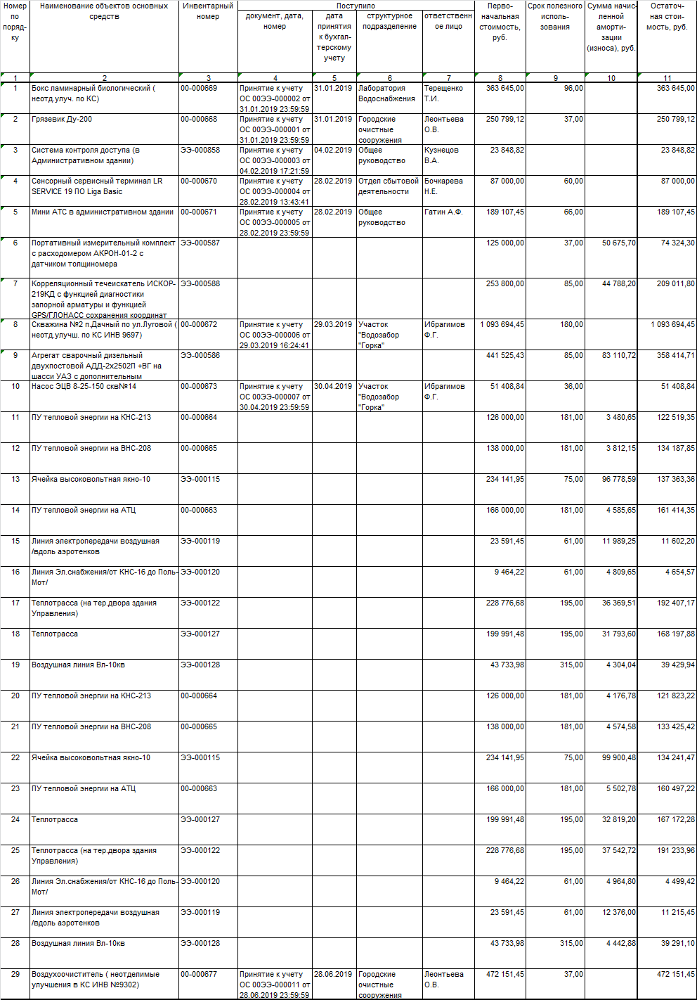 Номер по поряд-ку | Наименование объектов основных средств | Инвентарный номер | Поступило | Перво-начальная стоимость, руб. | Срок полезного исполь-зования | Сумма начис-ленной аморти-зации (износа), руб. | Остаточ-ная стои-мость, руб.
документ, дата, номер | дата принятия к бухгал-терскому учету | структурное подразделение | ответственное лицо
1 | 2 | 3 | 4 | 5 | 6 | 7 | 8 | 9 | 10 | 11
1 | Бокс ламинарный биологический ( неотд.улуч. по КС) | 00-000669 | Принятие к учету ОС 00ЭЭ-000002 от 31.01.2019 23:59:59 | 31.01.2019 | Лаборатория Водоснабжения | Терещенко Т.И. | 363 645,00 | 96,00 | | 363 645,00
2 | Грязевик Ду-200 | 00-000668 | Принятие к учету ОС 00ЭЭ-000001 от 31.01.2019 23:59:59 | 31.01.2019 | Городские очистные сооружения | Леонтьева О.В. | 250 799,12 | 37,00 | | 250 799,12
3 | Система контроля доступа (в Административном здании) | ЭЭ-000858 | Принятие к учету ОС 00ЭЭ-000003 от 04.02.2019 17:21:59 | 04.02.2019 | Общее руководство | Кузнецов В.А. | 23 848,82 | | | 23 848,82
4 | Сенсорный сервисный терминал LR SERVICE 19 ПО Liga Basic | 00-000670 | Принятие к учету ОС 00ЭЭ-000004 от 28.02.2019 13:43:41 | 28.02.2019 | Отдел сбытовой деятельности | Бочкарева Н.Е. | 87 000,00 | 60,00 | | 87 000,00
5 | Мини АТС в административном здании | 00-000671 | Принятие к учету ОС 00ЭЭ-000005 от 28.02.2019 23:59:59 | 28.02.2019 | Общее руководство | Гатин А.Ф. | 189 107,45 | 66,00 | | 189 107,45
6 | Портативный измерительный комплект с расходомером АКРОН-01-2 с датчиком толщиномера | ЭЭ-000587 | | | | | 125 000,00 | 37,00 | 50 675,70 | 74 324,30
7 | Корреляционный течеискатель ИСКОР-219КД с функцией диагностики запорной арматуры и функцией GPS/ГЛОНАСС сохранения координат | ЭЭ-000588 | | | | | 253 800,00 | 85,00 | 44 788,20 | 209 011,80
8 | Скважина №2 п.Дачный по ул.Луговой ( неотд.улучш. по КС ИНВ 9697) | 00-000672 | Принятие к учету ОС 00ЭЭ-000006 от 29.03.2019 16:24:41 | 29.03.2019 | Участок "Водозабор "Горка" | Ибрагимов Ф.Г. | 1 093 694,45 | 180,00 | | 1 093 694,45
9 | Агрегат сварочный дизельный двухпостовой АДД-2х2502П +ВГ на шасси УАЗ с дополнительным | ЭЭ-000586 | | | | | 441 525,43 | 85,00 | 83 110,72 | 358 414,71
10 | Насос ЭЦВ 8-25-150 скв№14 | 00-000673 | Принятие к учету ОС 00ЭЭ-000007 от 30.04.2019 23:59:59 | 30.04.2019 | Участок "Водозабор "Горка" | Ибрагимов Ф.Г. | 51 408,84 | 36,00 | | 51 408,84
11 | ПУ тепловой энергии на КНС-213 | 00-000664 | | | | | 126 000,00 | 181,00 | 3 480,65 | 122 519,35
12 | ПУ тепловой энергии на ВНС-208 | 00-000665 | | | | | 138 000,00 | 181,00 | 3 812,15 | 134 187,85
13 | Ячейка высоковольтная якно-10 | ЭЭ-000115 | | | | | 234 141,95 | 75,00 | 96 778,59 | 137 363,36
14 | ПУ тепловой энергии на АТЦ | 00-000663 | | | | | 166 000,00 | 181,00 | 4 585,65 | 161 414,35
15 | Линия электропередачи воздушная /вдоль аэротенков | ЭЭ-000119 | | | | | 23 591,45 | 61,00 | 11 989,25 | 11 602,20
16 | Линия Эл.снабжения/от КНС-16 до Поль-Мот/ | ЭЭ-000120 | | | | | 9 464,22 | 61,00 | 4 809,65 | 4 654,57
17 | Теплотрасса (на тер.двора здания Управления) | ЭЭ-000122 | | | | | 228 776,68 | 195,00 | 36 369,51 | 192 407,17
18 | Теплотрасса | ЭЭ-000127 | | | | | 199 991,48 | 195,00 | 31 793,60 | 168 197,88
19 | Воздушная линия Вл-10кв | ЭЭ-000128 | | | | | 43 733,98 | 315,00 | 4 304,04 | 39 429,94
20 | ПУ тепловой энергии на КНС-213 | 00-000664 | | | | | 126 000,00 | 181,00 | 4 176,78 | 121 823,22
21 | ПУ тепловой энергии на ВНС-208 | 00-000665 | | | | | 138 000,00 | 181,00 | 4 574,58 | 133 425,42
22 | Ячейка высоковольтная якно-10 | ЭЭ-000115 | | | | | 234 141,95 | 75,00 | 99 900,48 | 134 241,47
23 | ПУ тепловой энергии на АТЦ | 00-000663 | | | | | 166 000,00 | 181,00 | 5 502,78 | 160 497,22
24 | Теплотрасса | ЭЭ-000127 | | | | | 199 991,48 | 195,00 | 32 819,20 | 167 172,28
25 | Теплотрасса (на тер.двора здания Управления) | ЭЭ-000122 | | | | | 228 776,68 | 195,00 | 37 542,72 | 191 233,96
26 | Линия Эл.снабжения/от КНС-16 до Поль-Мот/ | ЭЭ-000120 | | | | | 9 464,22 | 61,00 | 4 964,80 | 4 499,42
27 | Линия электропередачи воздушная /вдоль аэротенков | ЭЭ-000119 | | | | | 23 591,45 | 61,00 | 12 376,00 | 11 215,45
28 | Воздушная линия Вл-10кв | ЭЭ-000128 | | | | | 43 733,98 | 315,00 | 4 442,88 | 39 291,10
29 | Воздухоочиститель ( неотделимые улучшения в КС ИНВ №9302) | 00-000677 | Принятие к учету ОС 00ЭЭ-000011 от 28.06.2019 23:59:59 | 28.06.2019 | Городские очистные сооружения | Леонтьева О.В. | 472 151,45 | 37,00 | | 472 151,45